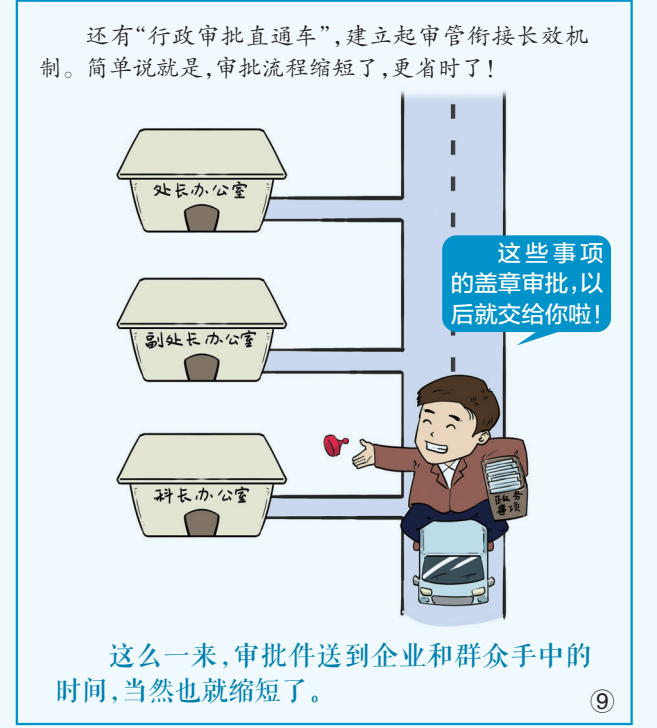 还有“行政审批直通车”,建立起审管衔接长效机
制。简单说就是,审批流程缩短了,更省时了!
处长办公室
这些事项
的盖章审批,以
后就交给你啦!
副处长办公室
科长办公室
政务
事项
这么一来,审批件送到企业和群众手中的
时间,当然也就缩短了。
⑨